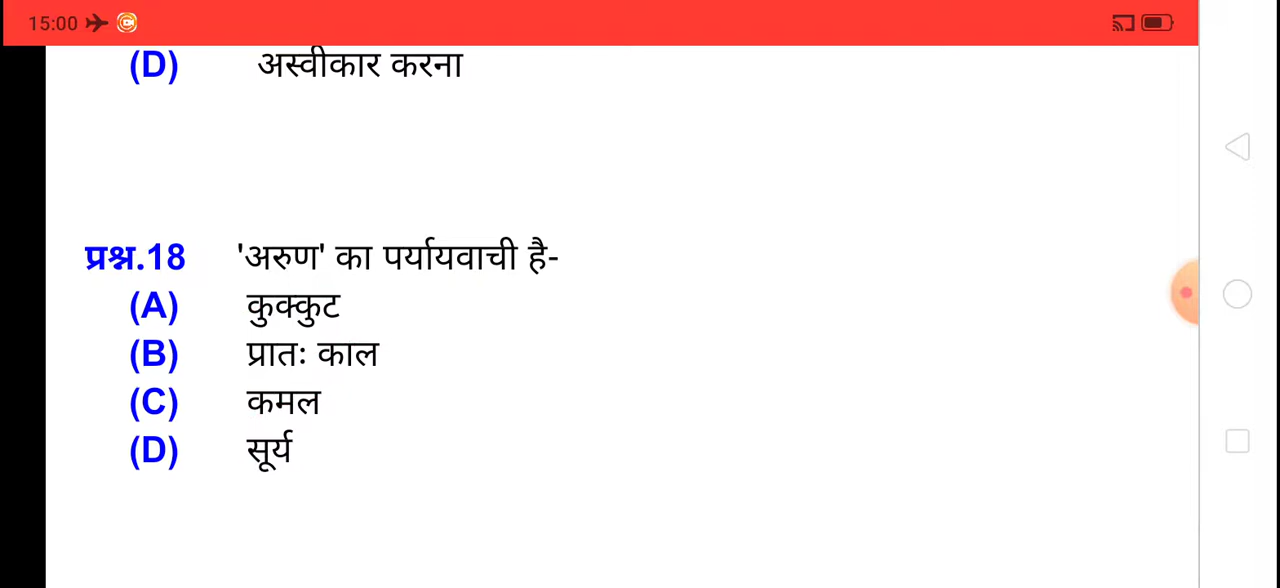 15:00
(D) अस्वीकार करना
प्रश्न.18 'अरुण' का पर्यायवाची है-
(A) कुक्कुट
(B) प्रातः काल
(C) कमल
(D) सूर्य